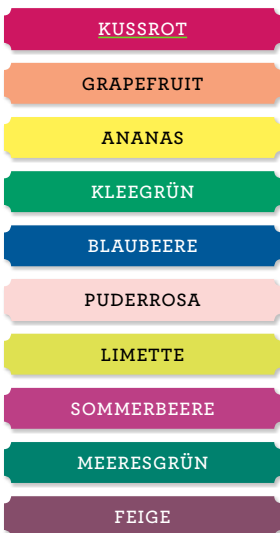 KUSSROT
GRAPEFRUIT
ANANAS
KLEEGRÜN
BLAUBEERE
PUDERROSA
LIMETTE
SOMMERBEERE
MEERESGRÜN
FEIGE